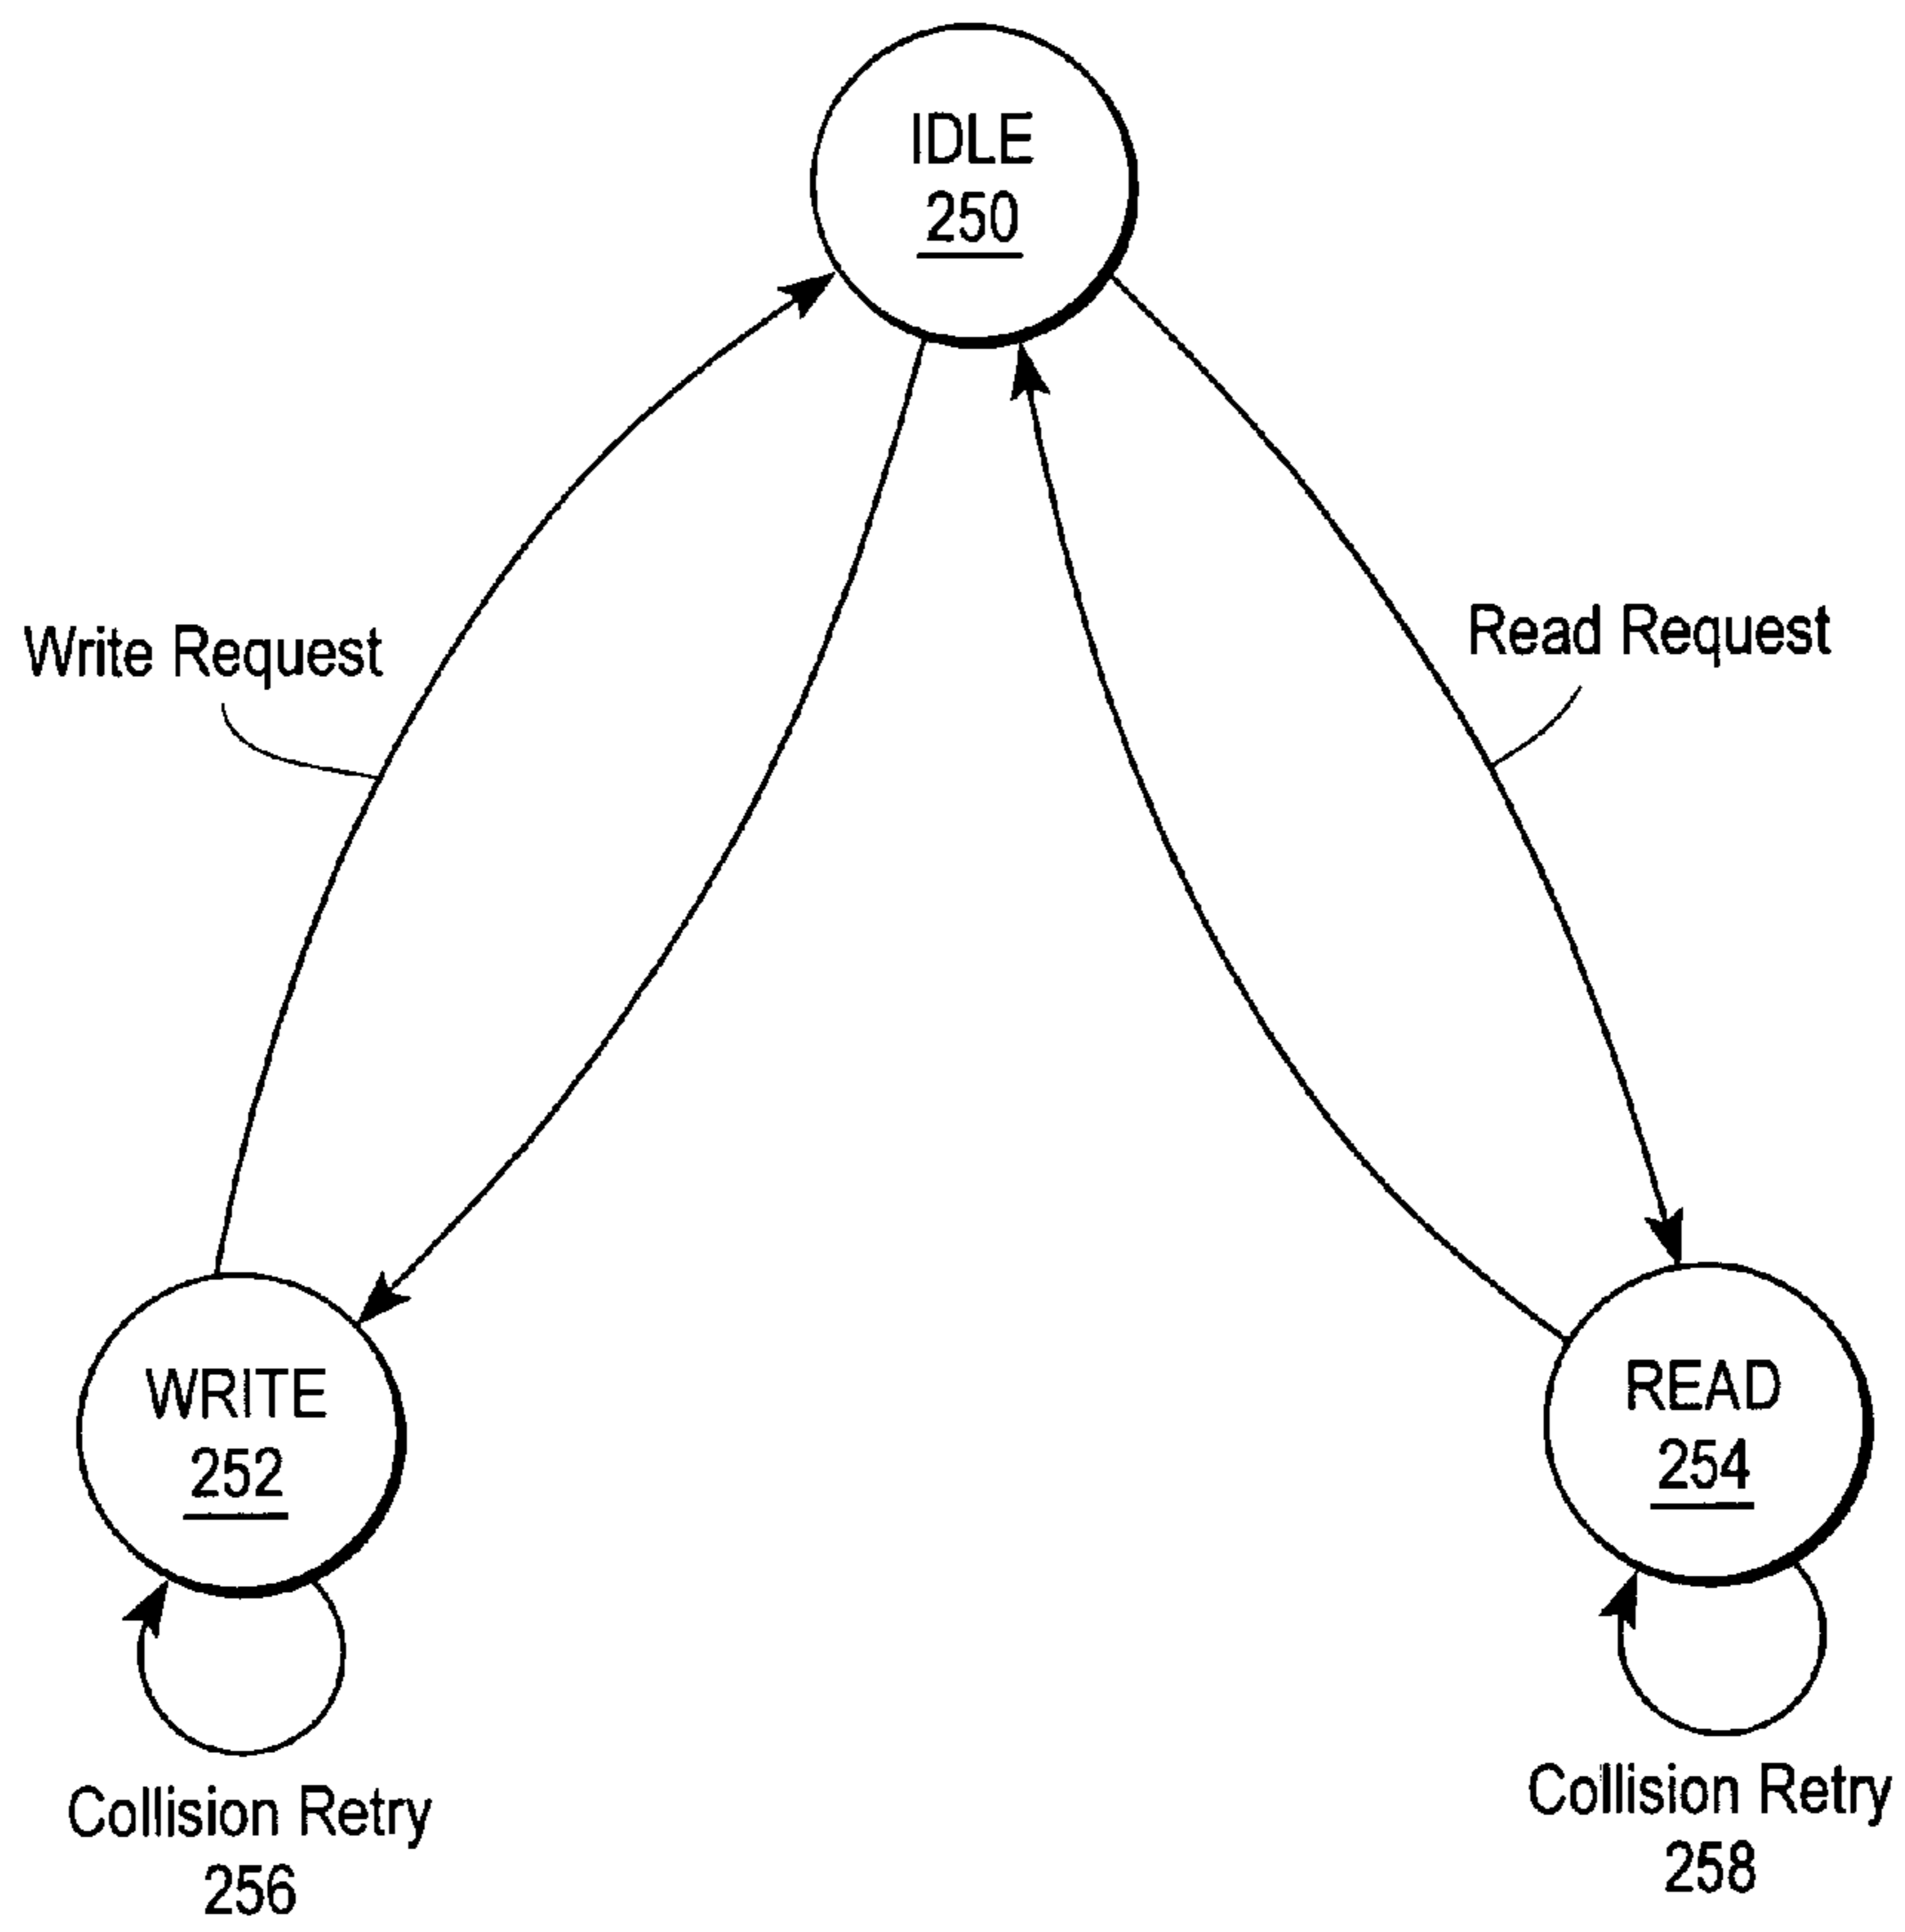 IDLE
250
Write Request
Read Request
WRITE
252
READ
254
Collision Retry
256
Collision Retry
258